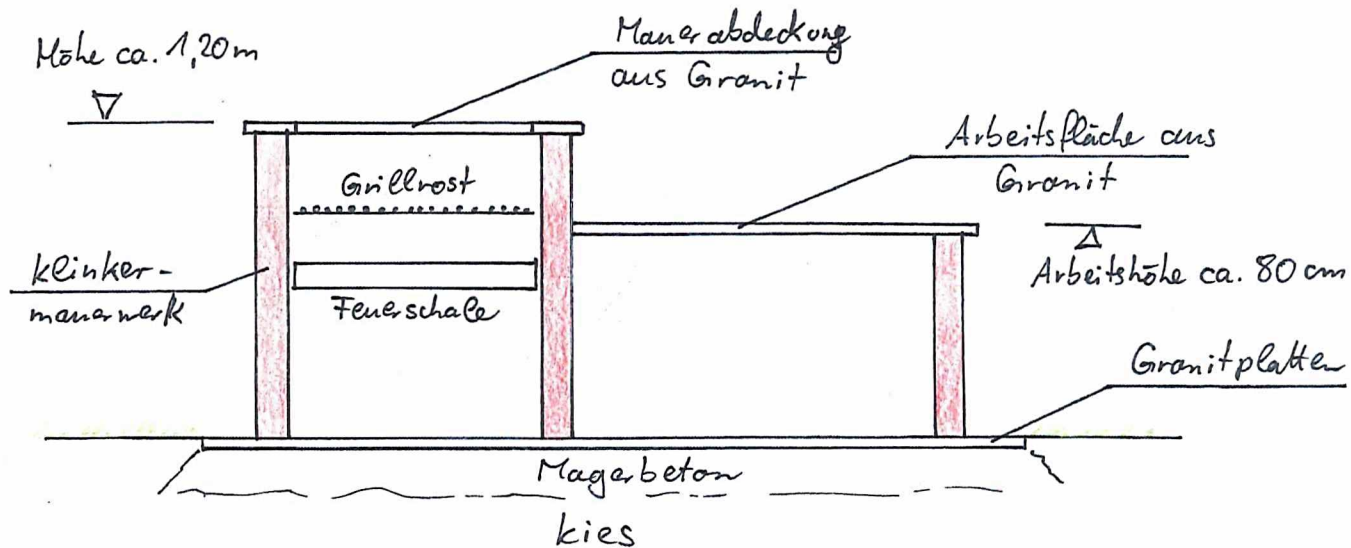 Höhe ca. 1,20m
Mauerabdeckung
aus Granit
Arbeitsfläche aus
Granit
Grillrost
klinker-
mauerwerk
Feuerschale
Arbeitshöhe ca. 80 cm
Granitplatten
Magerbeton
kies